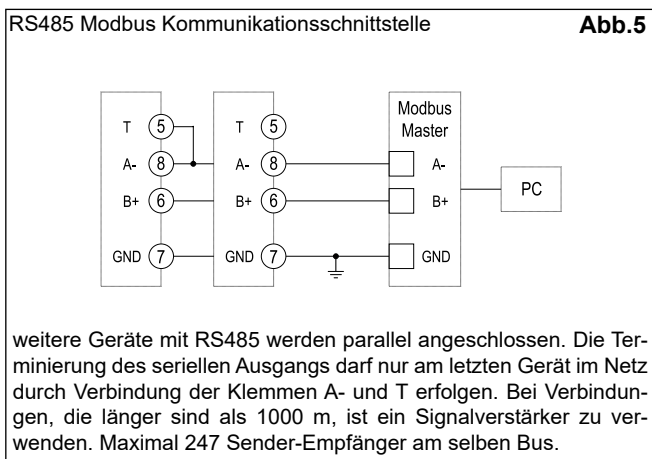 RS485 Modbus Kommunikationsschnittstelle Abb.5
Modbus
Master
T 5 T 5
A- 8 A- 8 A-
B+ 6 B+ 6 B+ PC
GND 7 GND 7 GND
weitere Geräte mit RS485 werden parallel angeschlossen. Die Ter-
minierung des seriellen Ausgangs darf nur am letzten Gerät im Netz
durch Verbindung der Klemmen A- und T erfolgen. Bei Verbindun-
gen, die länger sind als 1000 m, ist ein Signalverstärker zu ver-
wenden. Maximal 247 Sender-Empfänger am selben Bus.